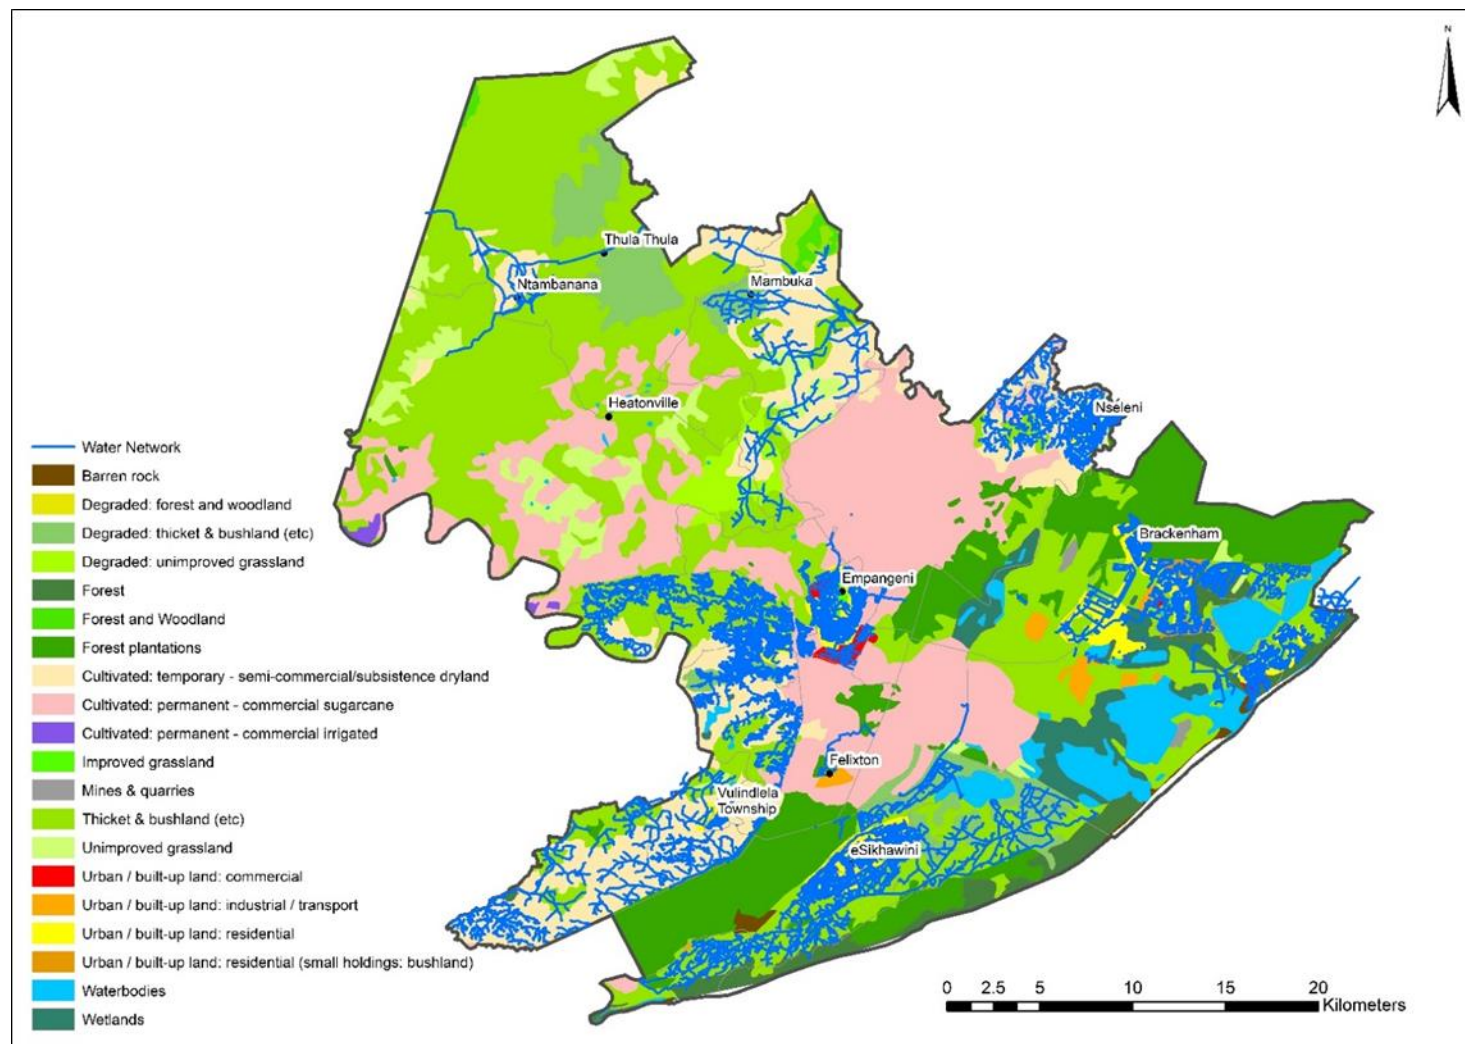 N
Thula Thula
Ntambanana
Mambuka
Heatonville
Nseleni
Brackenham
Empangeni
Felixton
Vulindlela
Township
eSikhawini
Water Network
Barren rock
Degraded: forest and woodland
Degraded: thicket & bushland (etc)
Degraded: unimproved grassland
Forest
Forest and Woodland
Forest plantations
Cultivated: temporary - semi-commercial/subsistence dryland
Cultivated: permanent - commercial sugarcane
Cultivated: permanent - commercial irrigated
Improved grassland
Mines & quarries
Thicket & bushland (etc)
Unimproved grassland
Urban / built-up land: commercial
Urban / built-up land: industrial / transport
Urban / built-up land: residential
Urban / built-up land: residential (small holdings: bushland)
Waterbodies
Wetlands
0 2.5 5 10 15 20
Kilometers